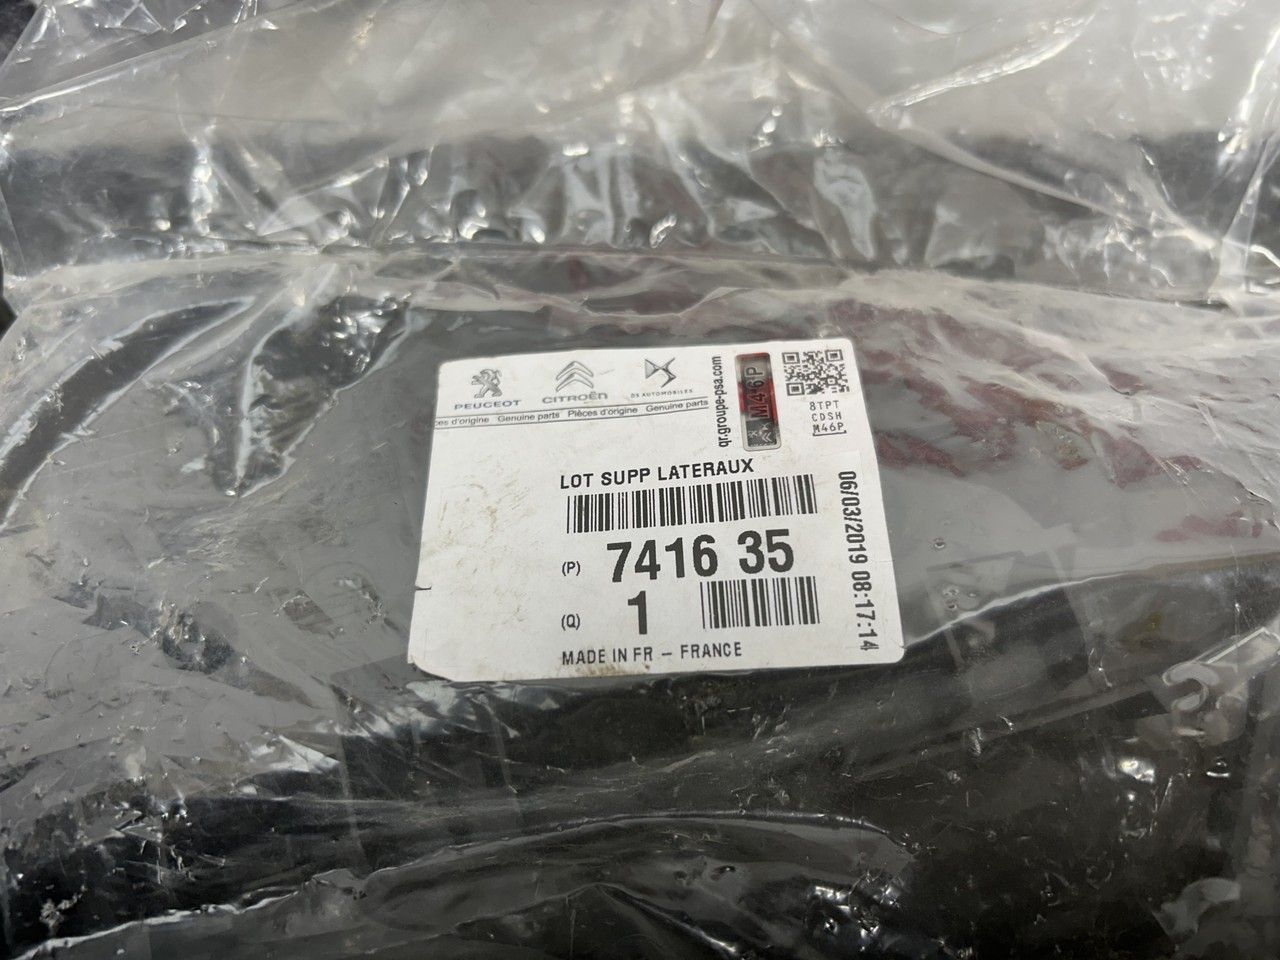 PEUGEOT CITROËN DS AUTOMOBILES
ces d'origine Genuine parts Pièces d'origine Genuine parts
qr.groupe-psa.com
M46P
8TPT
CDSH
M46P
LOT SUPP LATERAUX
(P) 7416 35
(Q) 1
MADE IN FR – FRANCE
06/03/2019 08:17:14